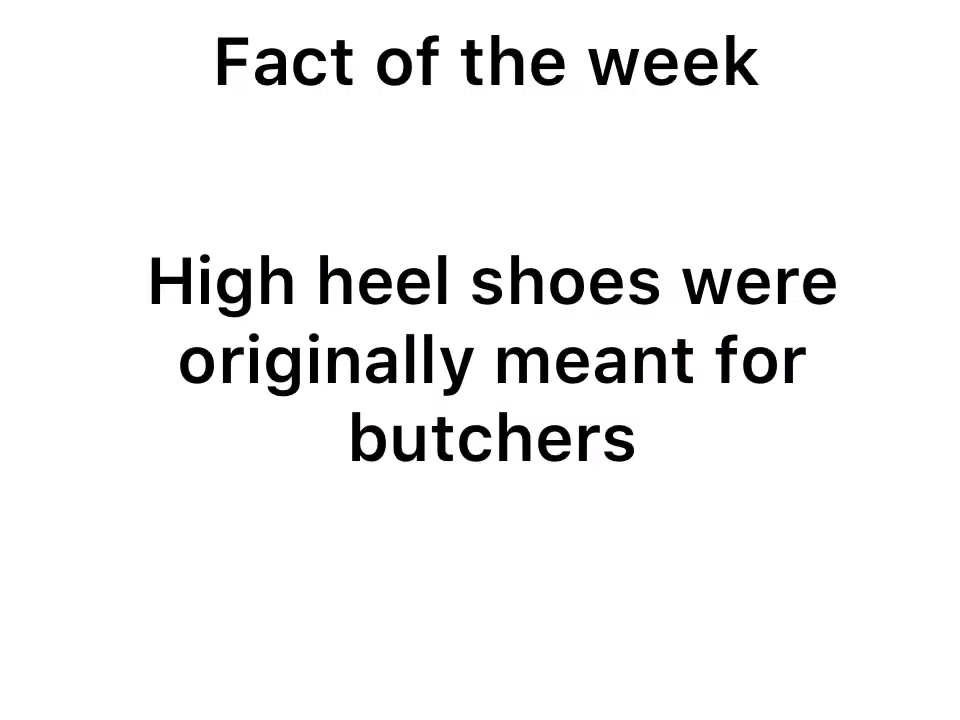 Fact of the week
High heel shoes were
originally meant for
butchers